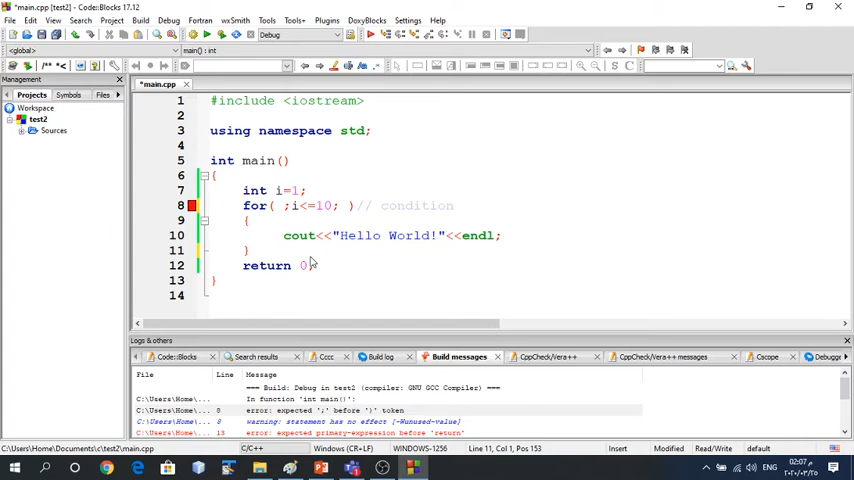 *main.cpp [test2] - Code::Blocks 17.12
File Edit View Search Project Build Debug Fortran wxSmith Tools Tools+ Plugins DoxyBlocks Settings Help
Debug
<global> main() : int
/** *<
S C
Management
Projects Symbols Files
Workspace
test2
Sources
*main.cpp
1 #include <iostream>
2
3 using namespace std;
4
5 int main()
6 {
7 int i=1;
8 for( ;i<=10; )// condition
9 {
10 cout<<"Hello World!"<<endl;
11 }
12 return 0;
13 }
14
Logs & others
Code::Blocks Search results Cccc Build log Build messages CppCheck/Vera++ CppCheck/Vera++ messages Cscope Debugge
File Line Message
=== Build: Debug in test2 (compiler: GNU GCC Compiler) ===
C:\Users\Home\... In function 'int main()':
C:\Users\Home\... 8 error: expected ';' before ')' token
C:\Users\Home\... 8 warning: statement has no effect [-Wunused-value]
C:\Users\Home\... 13 error: expected primary-expression before 'return'
C:\Users\Home\Documents\c\test2\main.cpp C/C++ Windows (CR+LF) WINDOWS-1256 Line 11, Col 1, Pos 153 Insert Modified Read/Write default
ENG
02:07 م